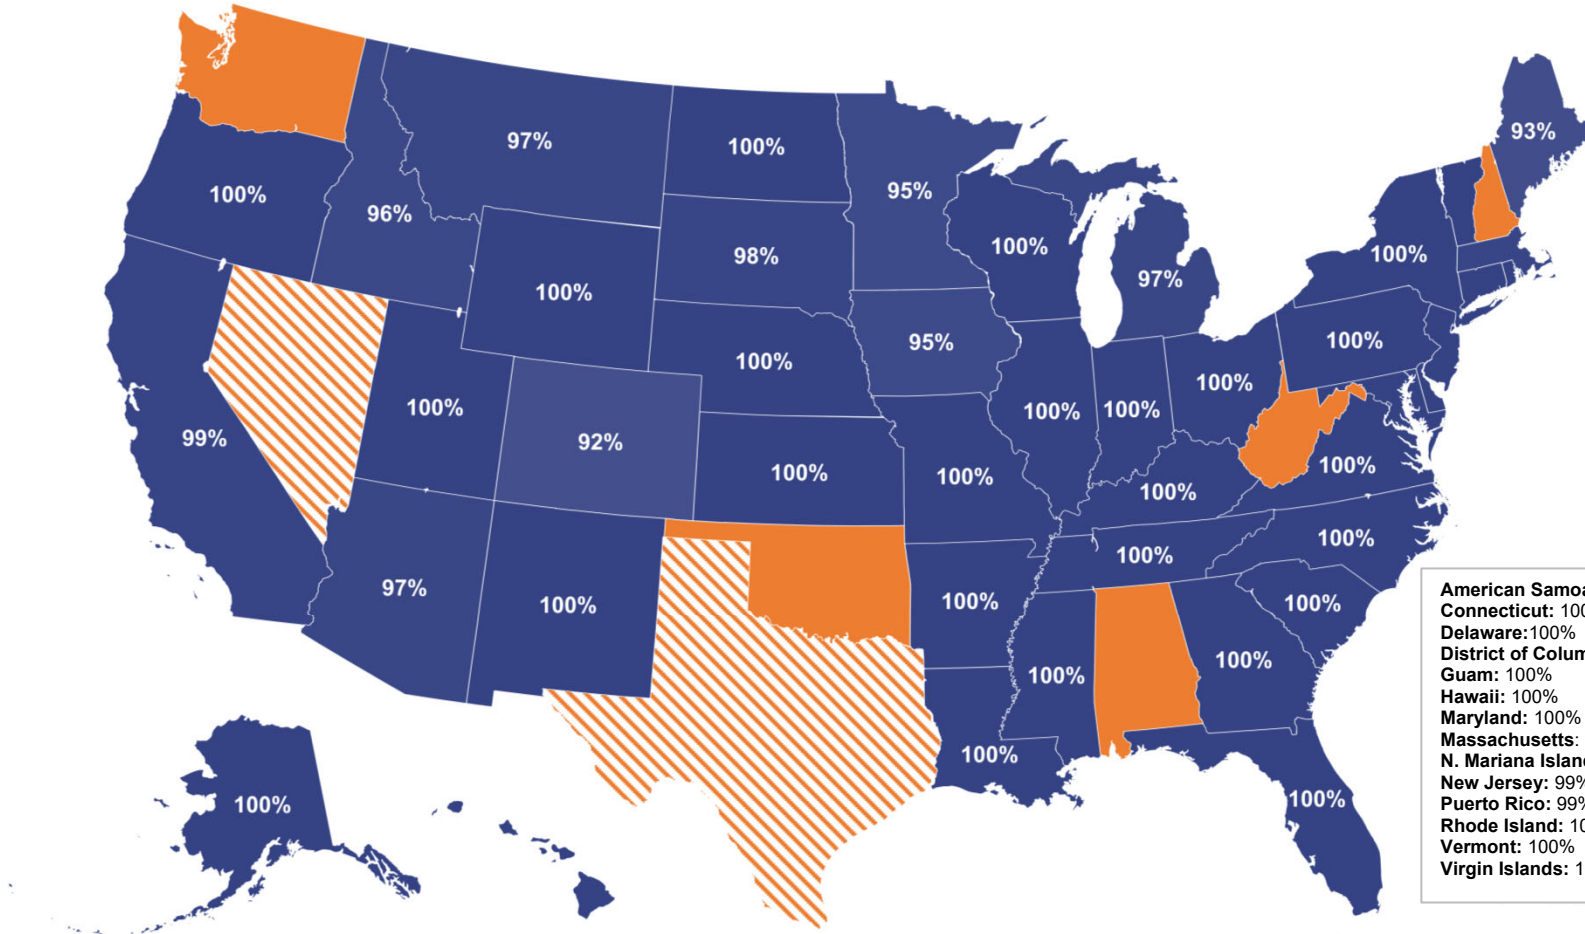 93%
97%
100%
95%
100%
96%
100%
98%
100%
97%
100%
100%
95%
100%
100%
100%
100%
99%
92%
100%
100%
100%
100%
100%
100%
100%
97%
100%
100%
100%
100%
100%
100%
100%
100%
100%
American Samoa
Connecticut: 100
Delaware:100%
District of Colum
Guam: 100%
Hawaii: 100%
Maryland: 100%
Massachusetts:
N. Mariana Islan
New Jersey: 99%
Puerto Rico: 99%
Rhode Island: 10
Vermont: 100%
Virgin Islands: 1